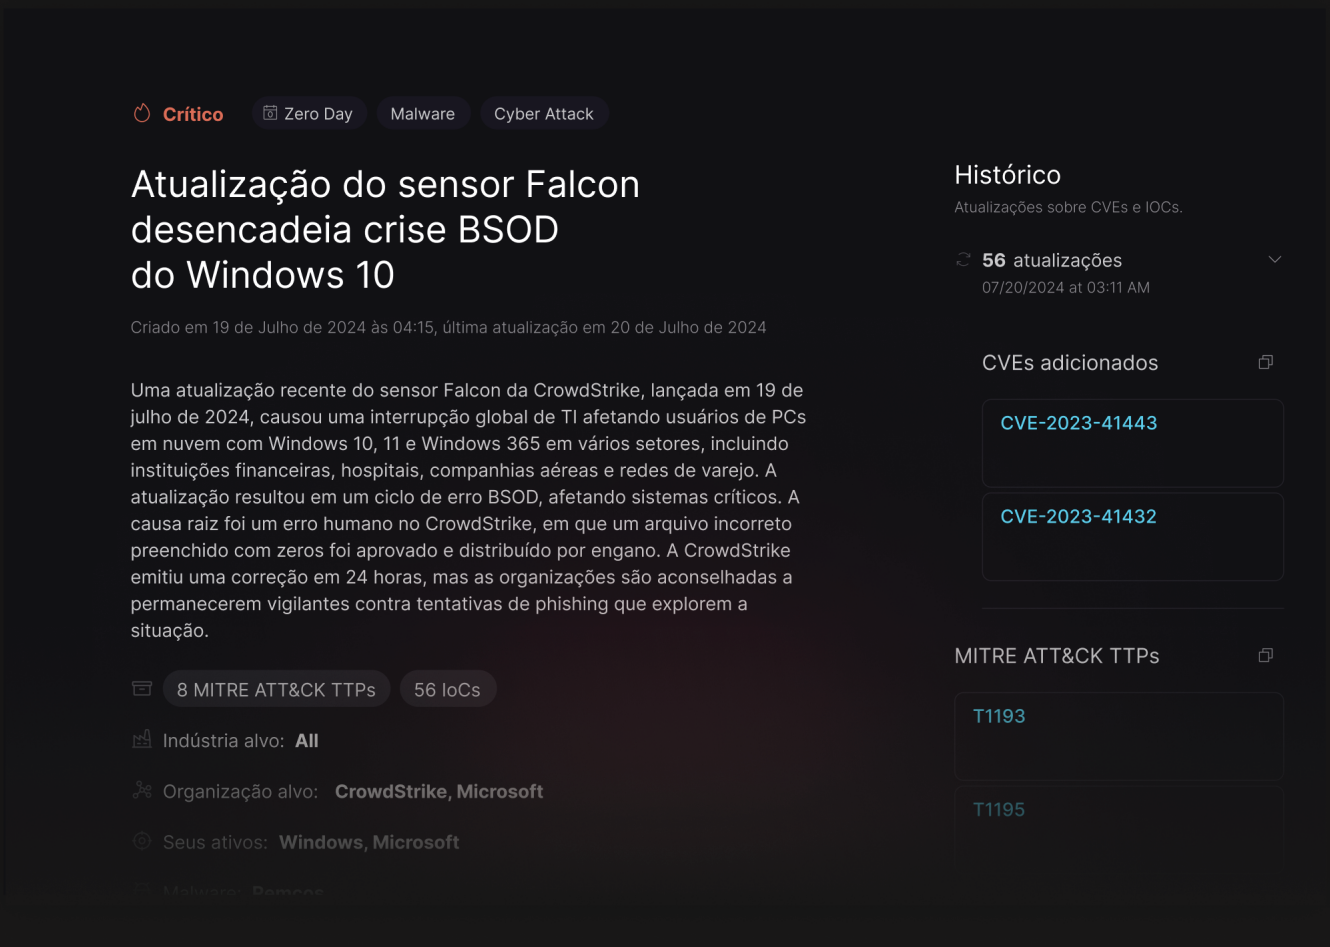 Crítico
Zero Day
Malware
Cyber Attack
Atualização do sensor Falcon
desencadeia crise BSOD
do Windows 10
Criado em 19 de Julho de 2024 às 04:15, última atualização em 20 de Julho de 2024
Uma atualização recente do sensor Falcon da CrowdStrike, lançada em 19 de
julho de 2024, causou uma interrupção global de TI afetando usuários de PCs
em nuvem com Windows 10, 11 e Windows 365 em vários setores, incluindo
instituições financeiras, hospitais, companhias aéreas e redes de varejo. A
atualização resultou em um ciclo de erro BSOD, afetando sistemas críticos. A
causa raiz foi um erro humano no CrowdStrike, em que um arquivo incorreto
preenchido com zeros foi aprovado e distribuído por engano. A CrowdStrike
emitiu uma correção em 24 horas, mas as organizações são aconselhadas a
permanecerem vigilantes contra tentativas de phishing que explorem a
situação.
8 MITRE ATT&CK TTPs
56 IoCs
Indústria alvo: All
Organização alvo: CrowdStrike, Microsoft
Seus ativos: Windows, Microsoft
Malware: Remcos
Histórico
Atualizações sobre CVEs e IOCs.
56 atualizações
07/20/2024 at 03:11 AM
CVEs adicionados
CVE-2023-41443
CVE-2023-41432
MITRE ATT&CK TTPs
T1193
T1195